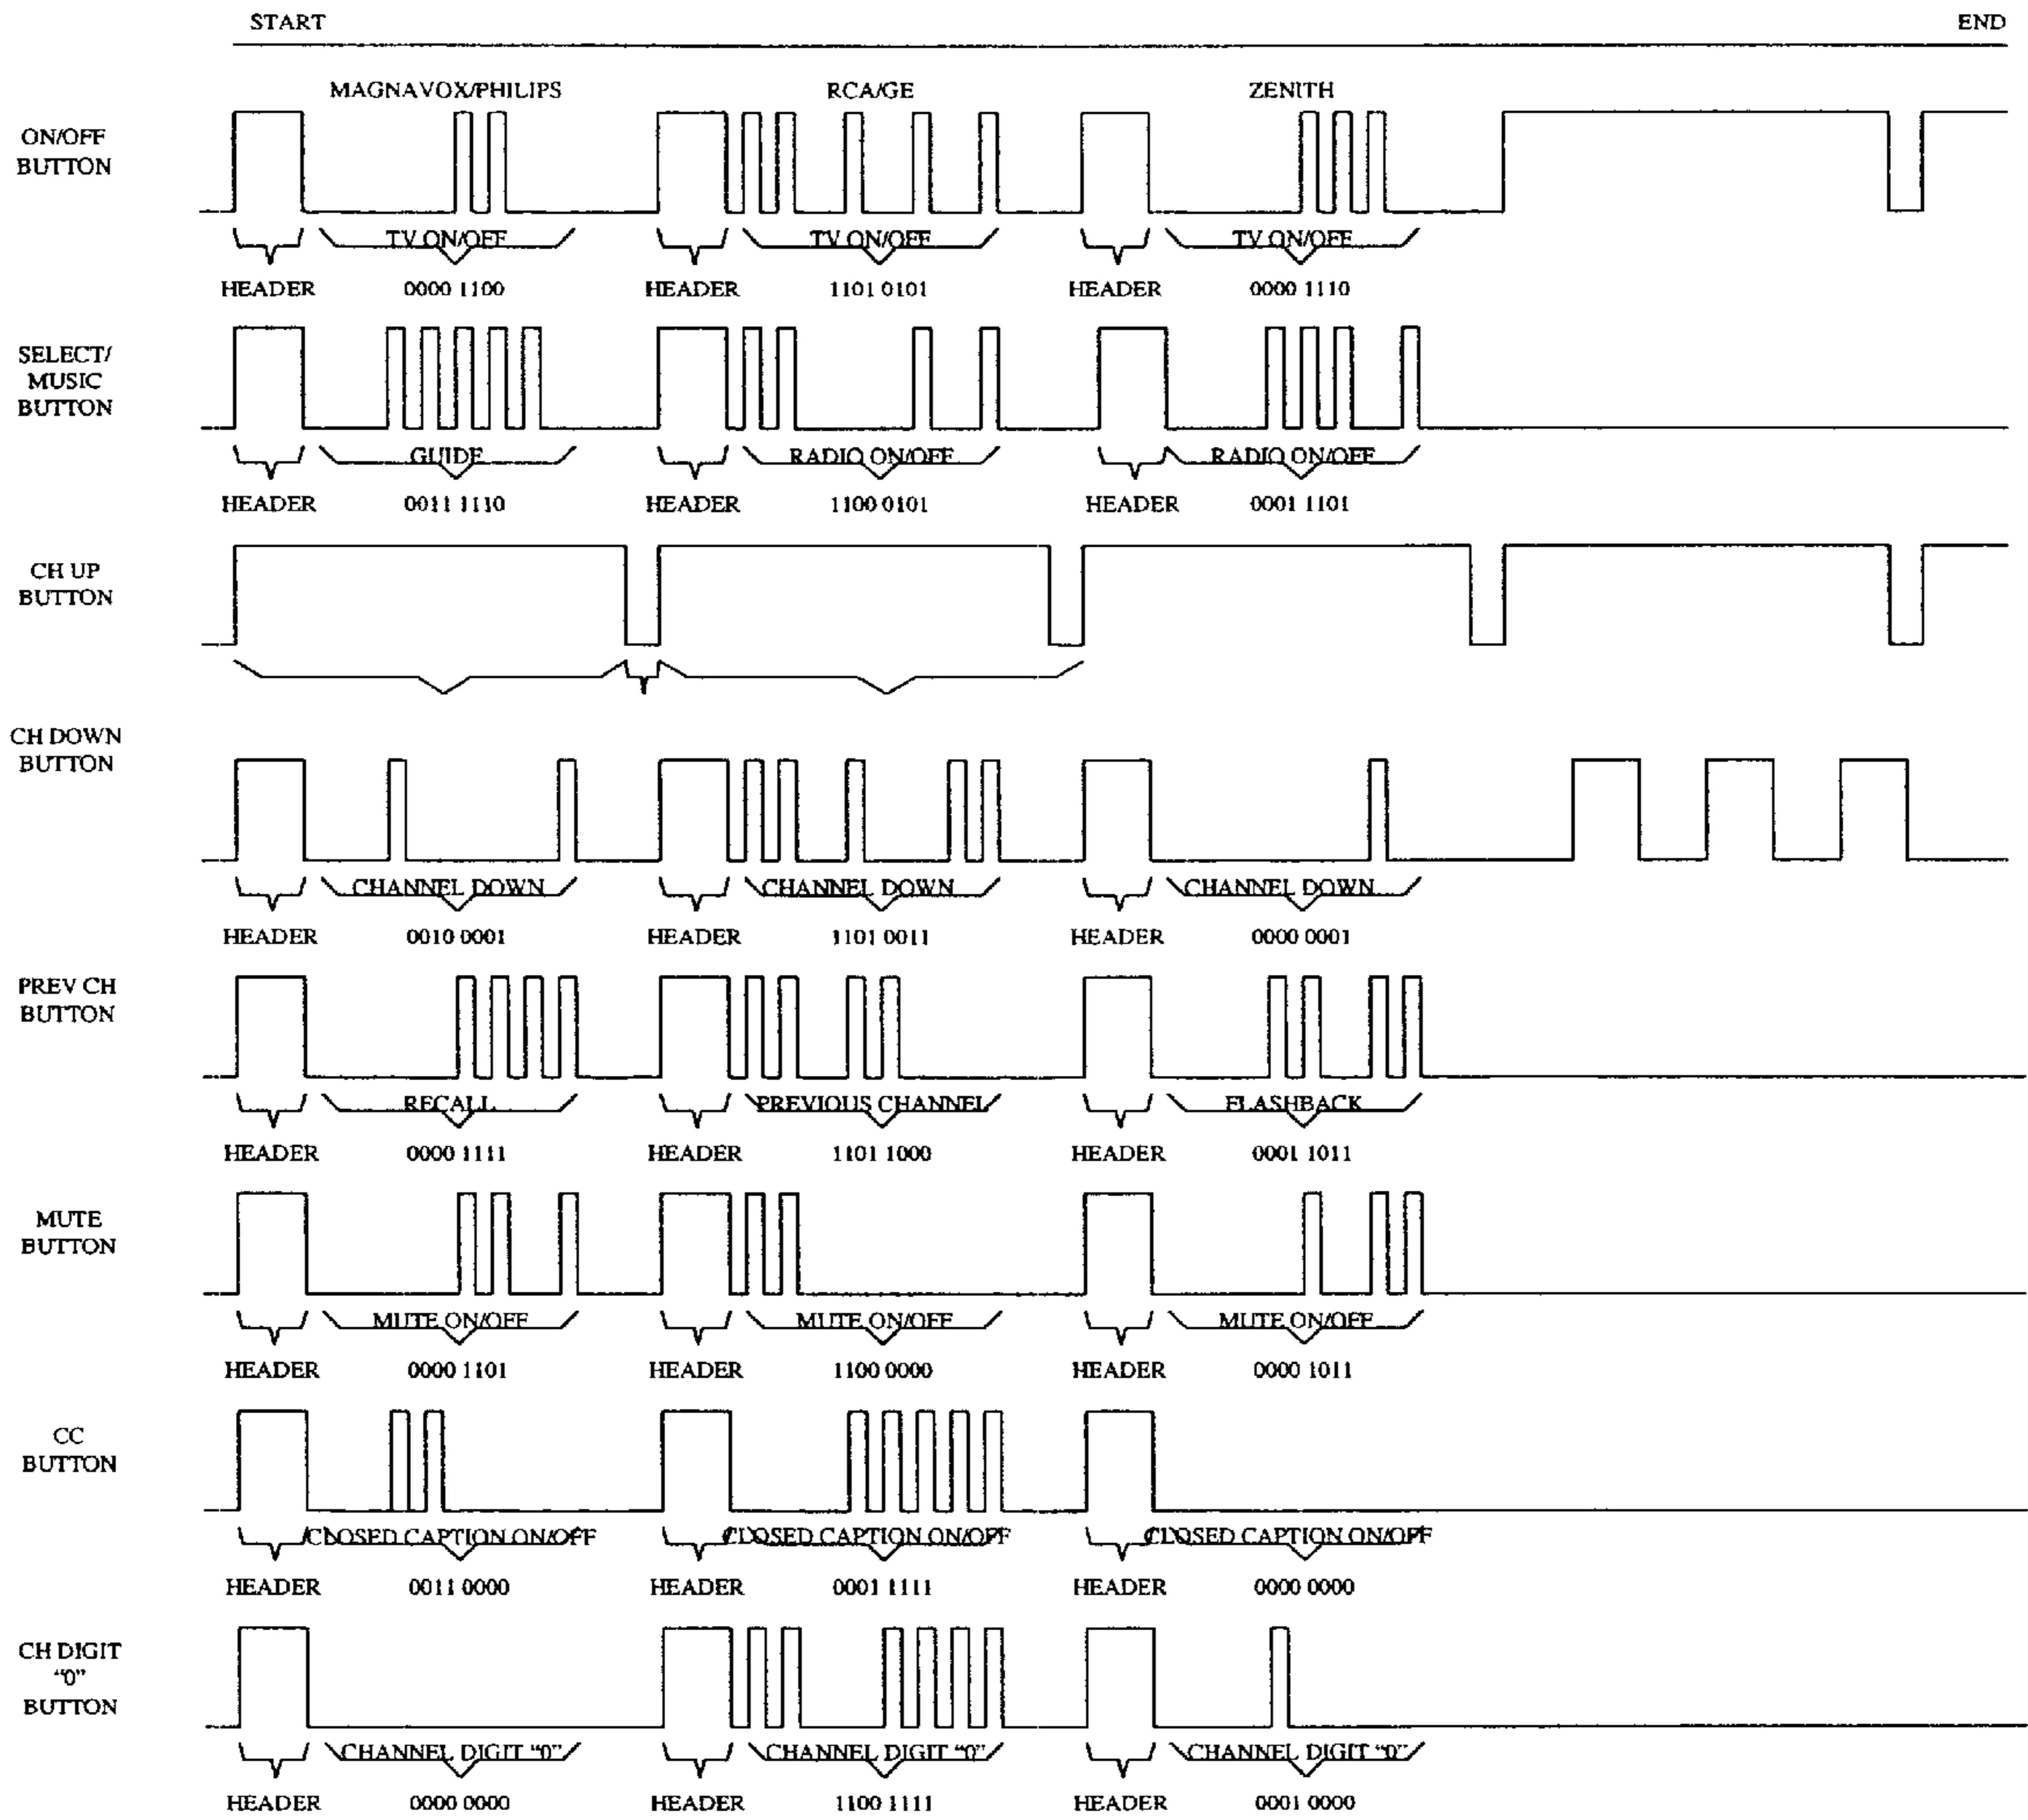 START END
MAGNAVOX/PHILIPS RCA/GE ZENITH
ON/OFF
BUTTON
TV ON/OFF TV ON/OFF TV ON/OFF
HEADER 0000 1100 HEADER 1101 0101 HEADER 0000 1110
SELECT/
MUSIC
BUTTON
GUIDE RADIO ON/OFF RADIO ON/OFF
HEADER 0011 1110 HEADER 1100 0101 HEADER 0001 1101
CH UP
BUTTON
CH DOWN
BUTTON
CHANNEL DOWN CHANNEL DOWN CHANNEL DOWN
HEADER 0010 0001 HEADER 1101 0011 HEADER 0000 0001
PREV CH
BUTTON
RECALL PREVIOUS CHANNEL FLASHBACK
HEADER 0000 1111 HEADER 1101 1000 HEADER 0001 1011
MUTE
BUTTON
MUTE ON/OFF MUTE ON/OFF MUTE ON/OFF
HEADER 0000 1101 HEADER 1100 0000 HEADER 0000 1011
CC
BUTTON
CLOSED CAPTION ON/OFF CLOSED CAPTION ON/OFF CLOSED CAPTION ON/OFF
HEADER 0011 0000 HEADER 0001 1111 HEADER 0000 0000
CH DIGIT
“0”
BUTTON
CHANNEL DIGIT “0” CHANNEL DIGIT “0” CHANNEL DIGIT “0”
HEADER 0000 0000 HEADER 1100 1111 HEADER 0001 0000